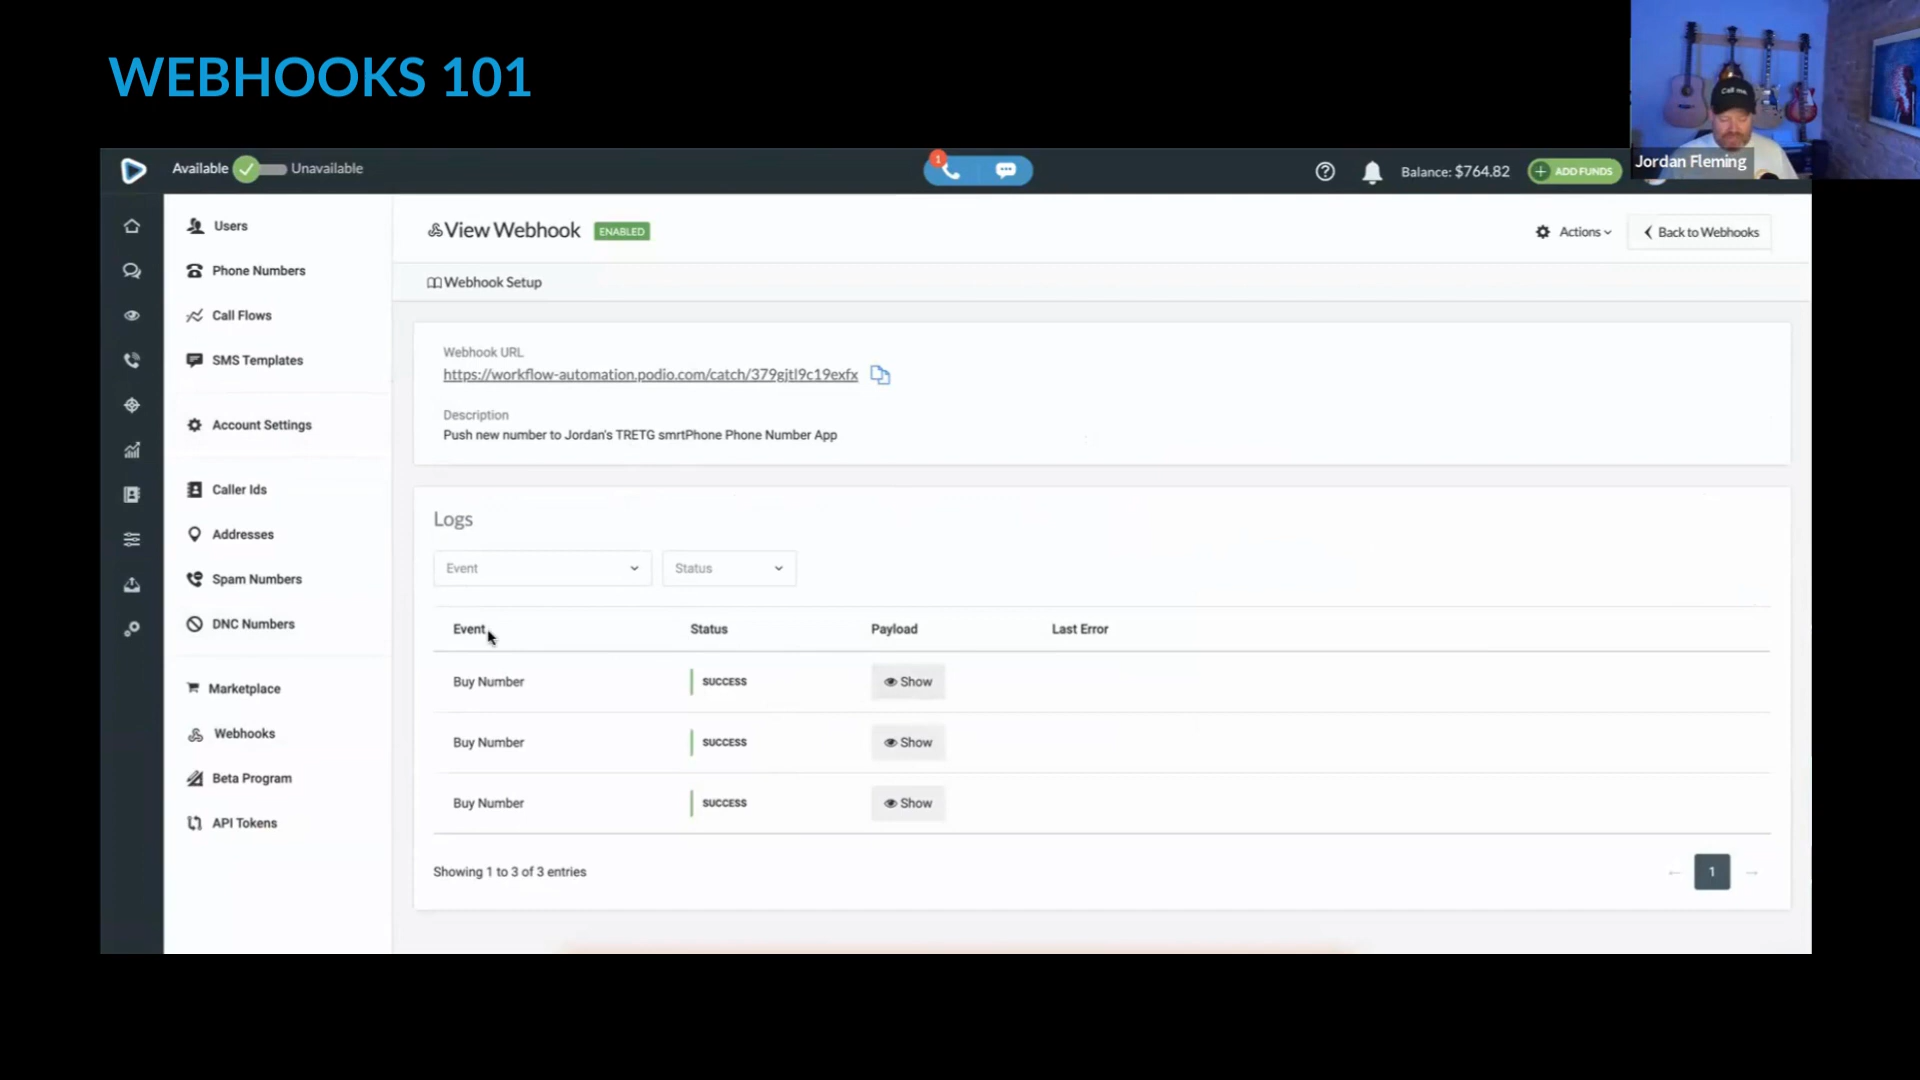 WEBHOOKS 101
Call me
Jordan Fleming
Available Unavailable
1
Balance: $764.82
ADD FUNDS
Users
Phone Numbers
Call Flows
SMS Templates
Account Settings
Caller Ids
Addresses
Spam Numbers
DNC Numbers
Marketplace
Webhooks
Beta Program
API Tokens
View Webhook ENABLED
Actions
Back to Webhooks
Webhook Setup
Webhook URL
https://workflow-automation.podio.com/catch/379gjtl9c19exfx
Description
Push new number to Jordan's TRETG smrtPhone Phone Number App
Logs
Event Status
Event Status Payload Last Error
Buy Number SUCCESS Show
Buy Number SUCCESS Show
Buy Number SUCCESS Show
Showing 1 to 3 of 3 entries
← 1 →